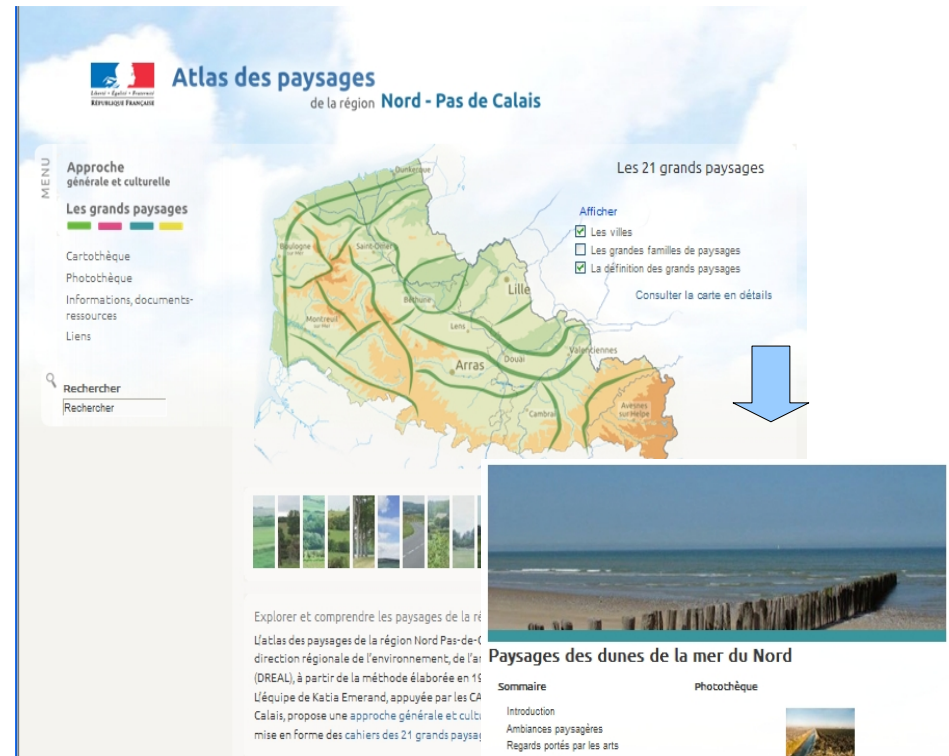 Liberté • Égalité • Fraternité
RÉPUBLIQUE FRANÇAISE
Atlas des paysages
de la région Nord - Pas de Calais
MENU
Approche
générale et culturelle
Les grands paysages
Cartothèque
Photothèque
Informations, documents-
ressources
Liens
Rechercher
Rechercher
Dunkerque
Boulogne
sur Mer
Saint-Omer
Lille
Béthune
Montreuil
sur Mer
Lens
Arras
Douai
Valenciennes
Cambrai
Avesnes
sur Helpe
Les 21 grands paysages
Afficher
Les villes
Les grandes familles de paysages
La définition des grands paysages
Consulter la carte en détails
Explorer et comprendre les paysages de la ré
L'atlas des paysages de la région Nord Pas-de-C
direction régionale de l'environnement, de l'a
(DREAL), à partir de la méthode élaborée en 19
L'équipe de Katia Emerand, appuyée par les CA
Calais, propose une approche générale et cultu
mise en forme des cahiers des 21 grands paysag
Paysages des dunes de la mer du Nord
Sommaire
Photothèque
Introduction
Ambiances paysagères
Regards portés par les arts